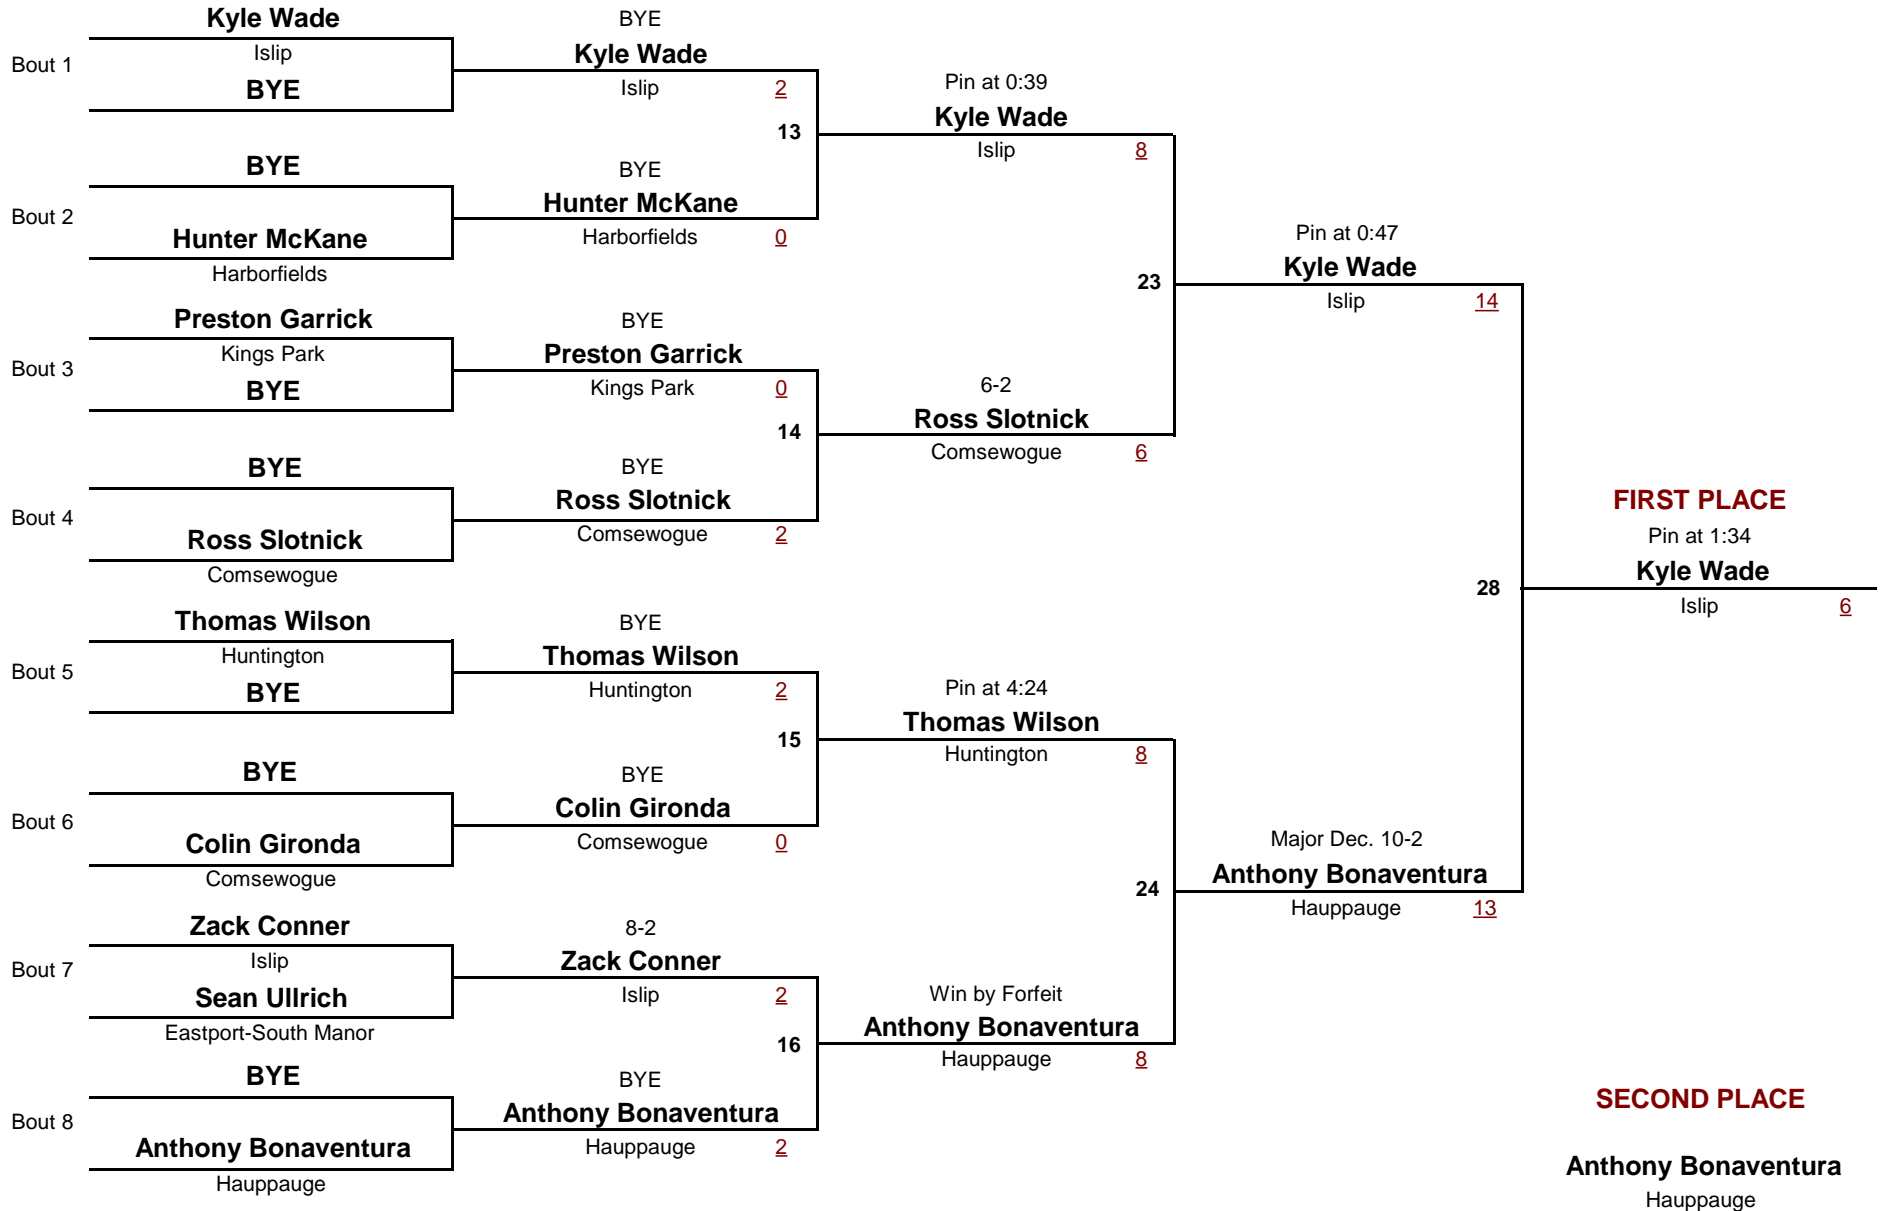 Kyle Wade
Bout 1
Islip
BYE
BYE
Bout 2
Hunter McKane
Harborfields
Preston Garrick
Bout 3
Kings Park
BYE
BYE
Bout 4
Ross Slotnick
Comsewogue
Thomas Wilson
Bout 5
Huntington
BYE
BYE
Bout 6
Colin Gironda
Comsewogue
Zack Conner
Bout 7
Islip
Sean Ullrich
Eastport-South Manor
BYE
Bout 8
Anthony Bonaventura
Hauppauge
BYE
Kyle Wade
Islip 2
13
BYE
Hunter McKane
Harborfields 0
BYE
Preston Garrick
Kings Park 0
14
BYE
Ross Slotnick
Comsewogue 2
BYE
Thomas Wilson
Huntington 2
15
BYE
Colin Gironda
Comsewogue 0
8-2
Zack Conner
Islip 2
16
BYE
Anthony Bonaventura
Hauppauge 2
Pin at 0:39
Kyle Wade
Islip 8
23
6-2
Ross Slotnick
Comsewogue 6
Pin at 4:24
Thomas Wilson
Huntington 8
24
Win by Forfeit
Anthony Bonaventura
Hauppauge 8
Pin at 0:47
Kyle Wade
Islip 14
28
Major Dec. 10-2
Anthony Bonaventura
Hauppauge 13
FIRST PLACE
Pin at 1:34
Kyle Wade
Islip 6
SECOND PLACE
Anthony Bonaventura
Hauppauge